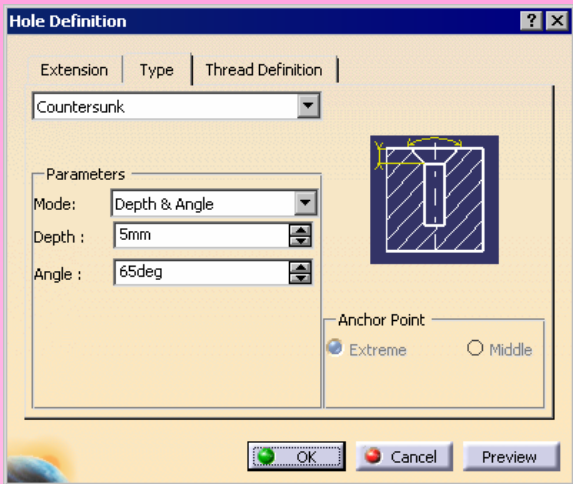 Hole Definition
Extension Type Thread Definition
Countersunk
Parameters
Mode: Depth & Angle
Depth : 5mm
Angle : 65deg
Anchor Point
Extreme Middle
OK Cancel Preview